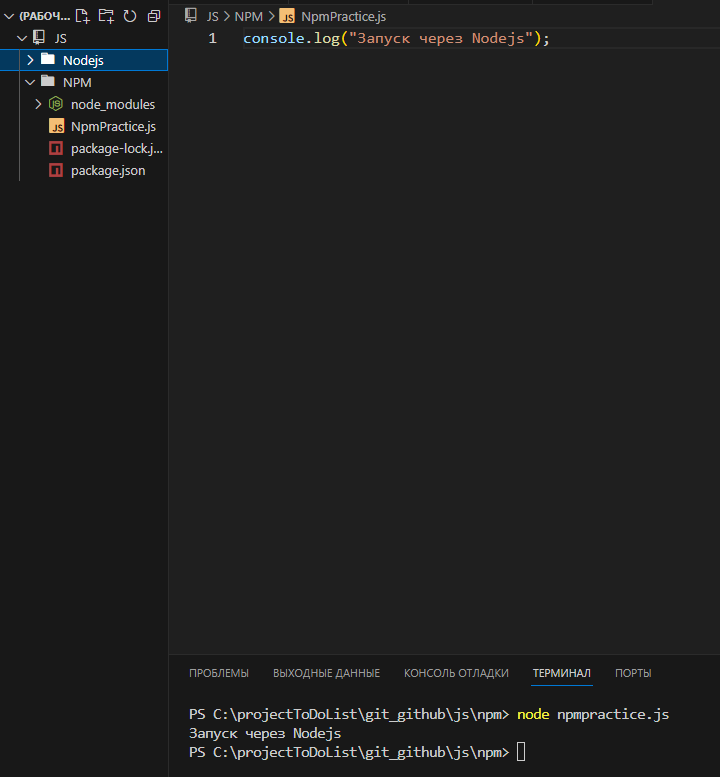 (РАБОЧ...
JS
Nodejs
NPM
node_modules
NpmPractice.js
package-lock.j...
package.json
JS > NPM > JS NpmPractice.js
1 console.log("Запуск через Nodejs");
ПРОБЛЕМЫ ВЫХОДНЫЕ ДАННЫЕ КОНСОЛЬ ОТЛАДКИ ТЕРМИНАЛ ПОРТЫ
PS C:\projectToDoList\git_github\js\npm> node npmpractice.js
Запуск через Nodejs
PS C:\projectToDoList\git_github\js\npm>